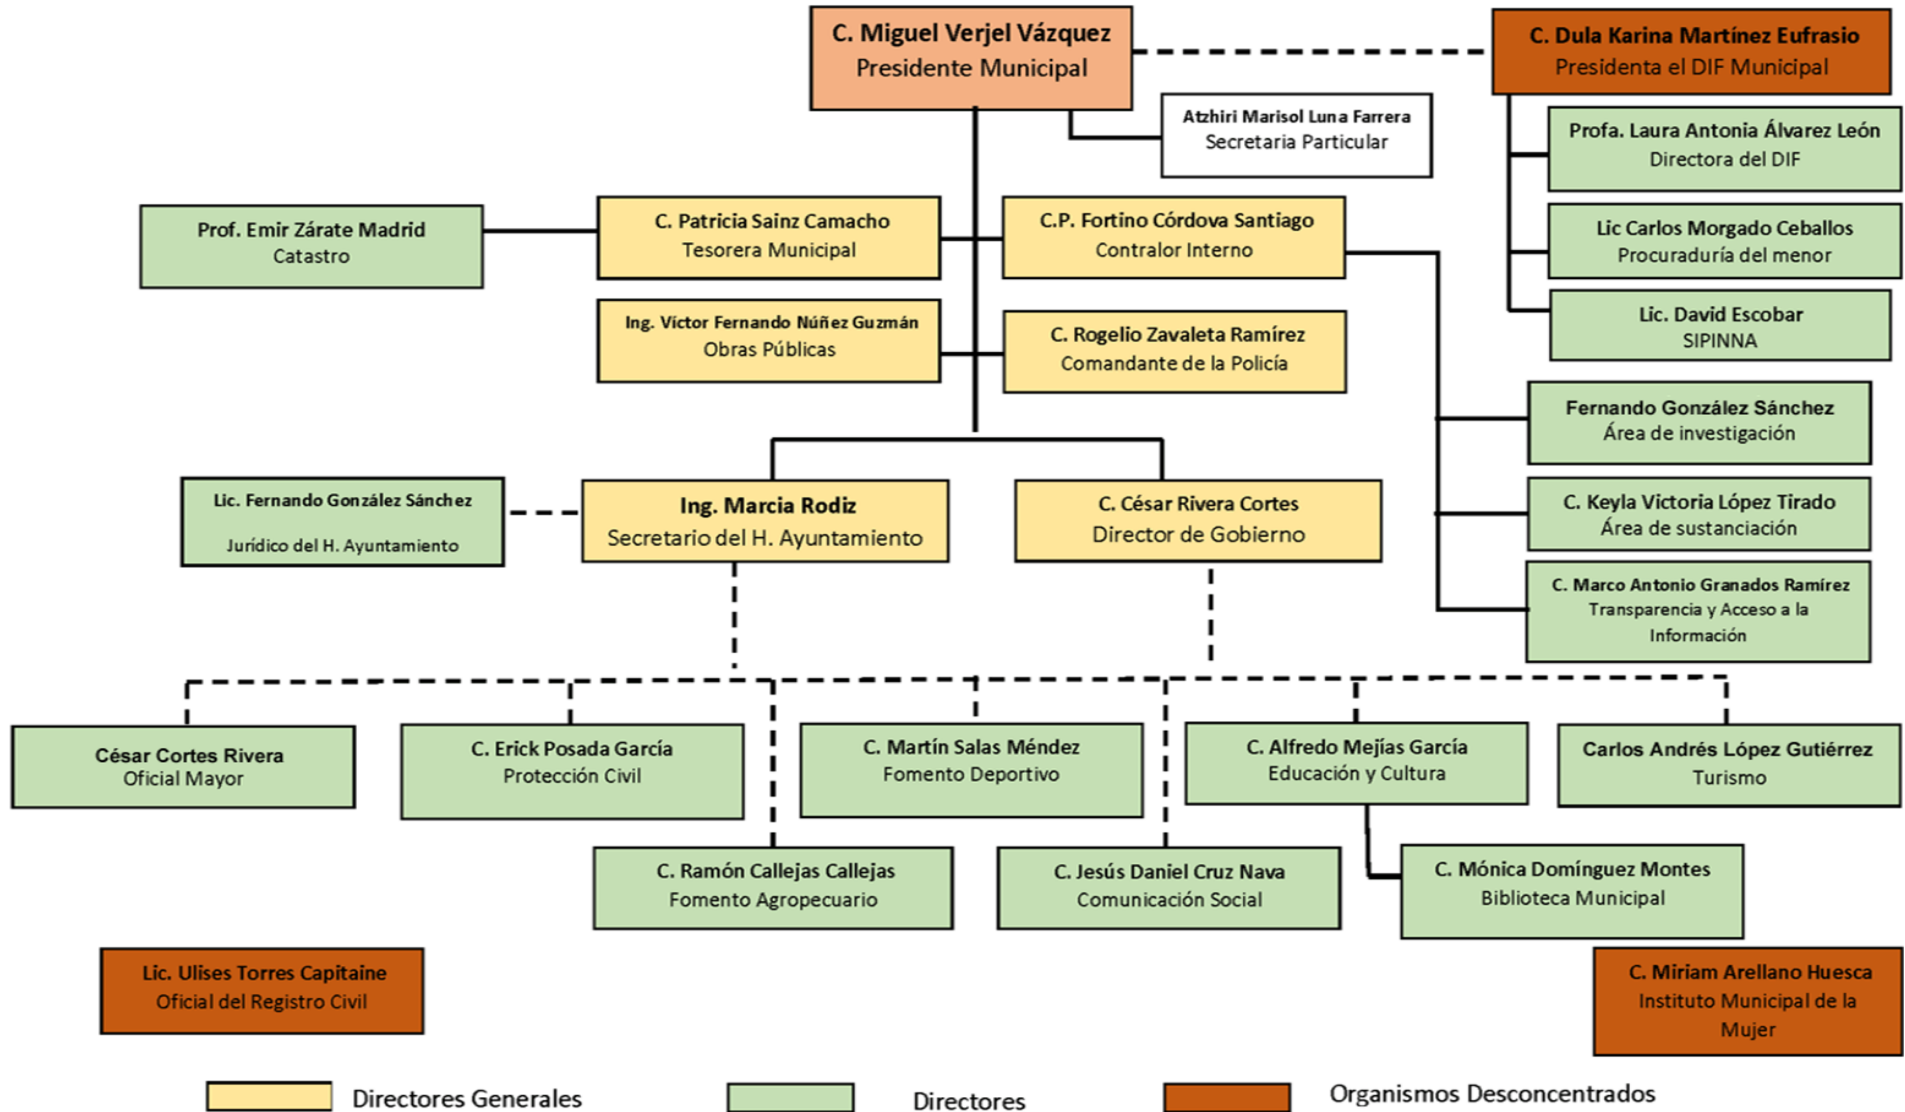 C. Miguel Verjel Vázquez
Presidente Municipal
C. Dula Karina Martínez Eufrasio
Presidenta el DIF Municipal
Atzhiri Marisol Luna Farrera
Secretaria Particular
Profa. Laura Antonia Álvarez León
Directora del DIF
Prof. Emir Zárate Madrid
Catastro
C. Patricia Sainz Camacho
Tesorera Municipal
C.P. Fortino Córdova Santiago
Contralor Interno
Lic Carlos Morgado Ceballos
Procuraduría del menor
Ing. Víctor Fernando Núñez Guzmán
Obras Públicas
C. Rogelio Zavaleta Ramírez
Comandante de la Policía
Lic. David Escobar
SIPINNA
Fernando González Sánchez
Área de investigación
Lic. Fernando González Sánchez
Jurídico del H. Ayuntamiento
Ing. Marcia Rodiz
Secretario del H. Ayuntamiento
C. César Rivera Cortes
Director de Gobierno
C. Keyla Victoria López Tirado
Área de sustanciación
C. Marco Antonio Granados Ramírez
Transparencia y Acceso a la
Información
César Cortes Rivera
Oficial Mayor
C. Erick Posada García
Protección Civil
C. Martín Salas Méndez
Fomento Deportivo
C. Alfredo Mejías García
Educación y Cultura
Carlos Andrés López Gutiérrez
Turismo
C. Ramón Callejas Callejas
Fomento Agropecuario
C. Jesús Daniel Cruz Nava
Comunicación Social
C. Mónica Domínguez Montes
Biblioteca Municipal
Lic. Ulises Torres Capitaine
Oficial del Registro Civil
C. Miriam Arellano Huesca
Instituto Municipal de la
Mujer
Directores Generales
Directores
Organismos Desconcentrados